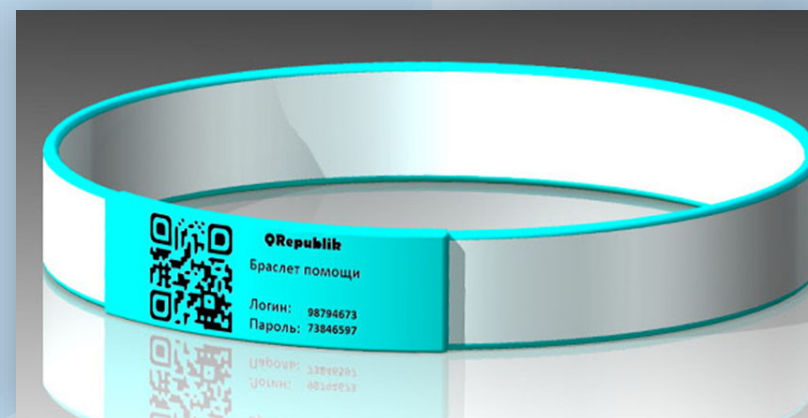 QRepublik
Браслет помощи
Логин: 98794673
Пароль: 73846597